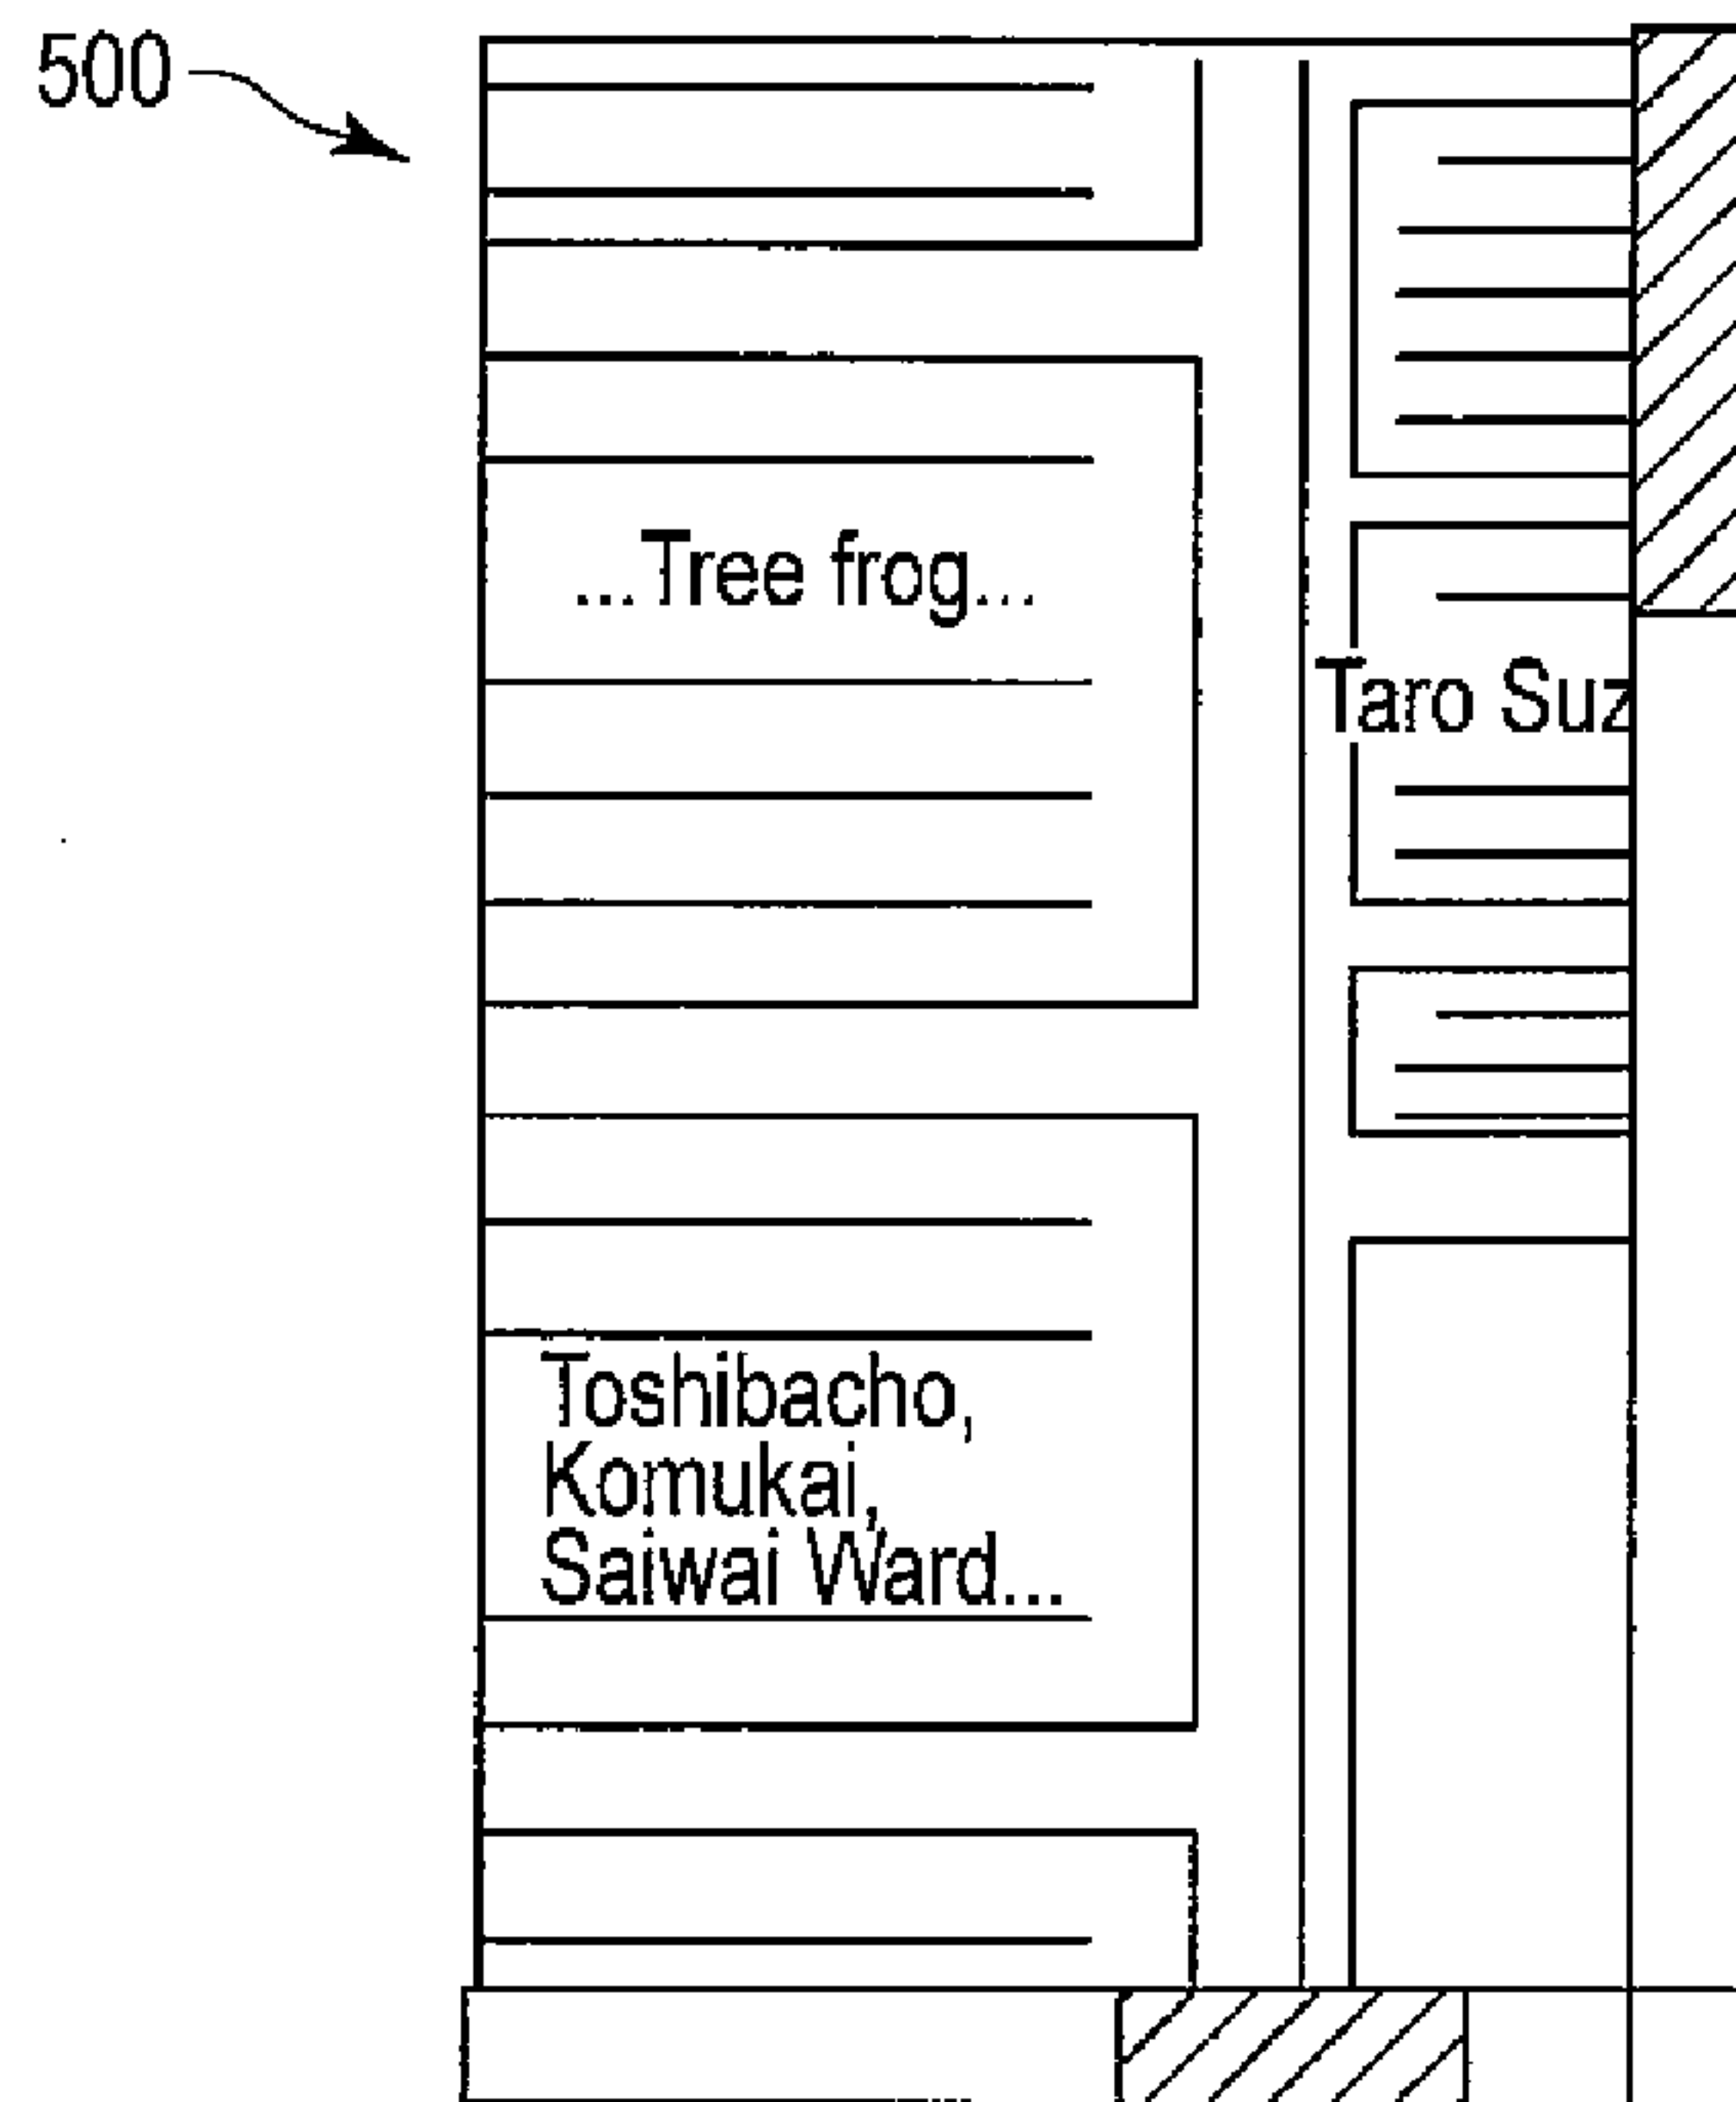 500
...Tree frog...
Taro Suz
Toshibacho,
Komukai,
Saiwai Ward...